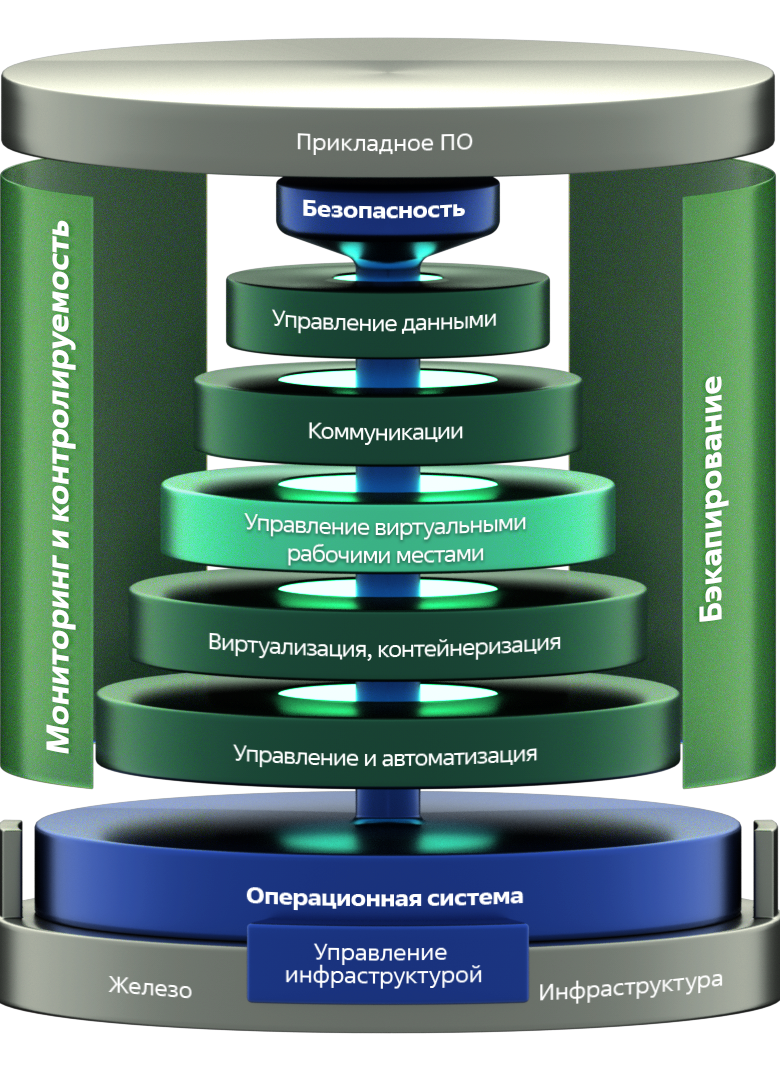 Прикладное ПО
Безопасность
Мониторинг и контролируемость
Управление данными
Бэкапирование
Коммуникации
Управление виртуальными
рабочими местами
Виртуализация, контейнеризация
Управление и автоматизация
Операционная система
Управление
инфраструктурой
Железо
Инфраструктура